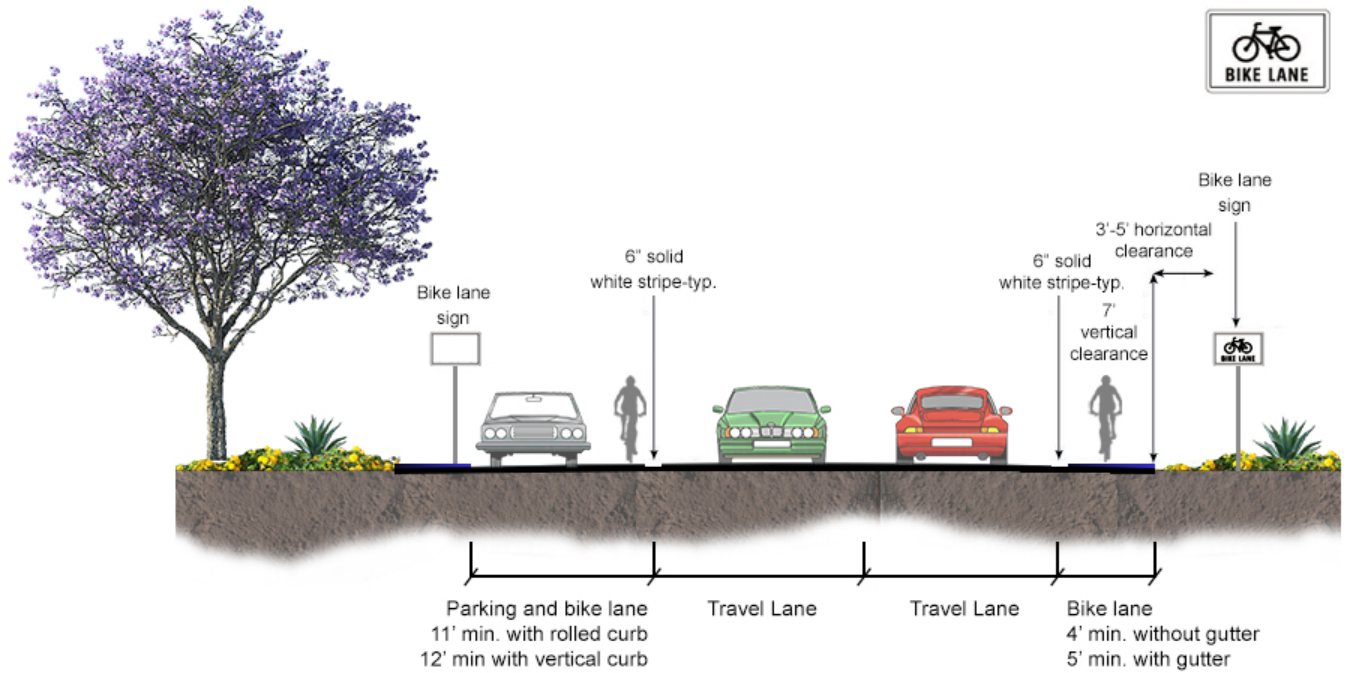 BIKE LANE
Bike lane
sign
3'-5' horizontal
clearance
6" solid
white stripe-typ.
6" solid
white stripe-typ.
Bike lane
sign
7'
vertical
clearance
BIKE LANE
Parking and bike lane
11' min. with rolled curb
12' min with vertical curb
Travel Lane
Travel Lane
Bike lane
4' min. without gutter
5' min. with gutter